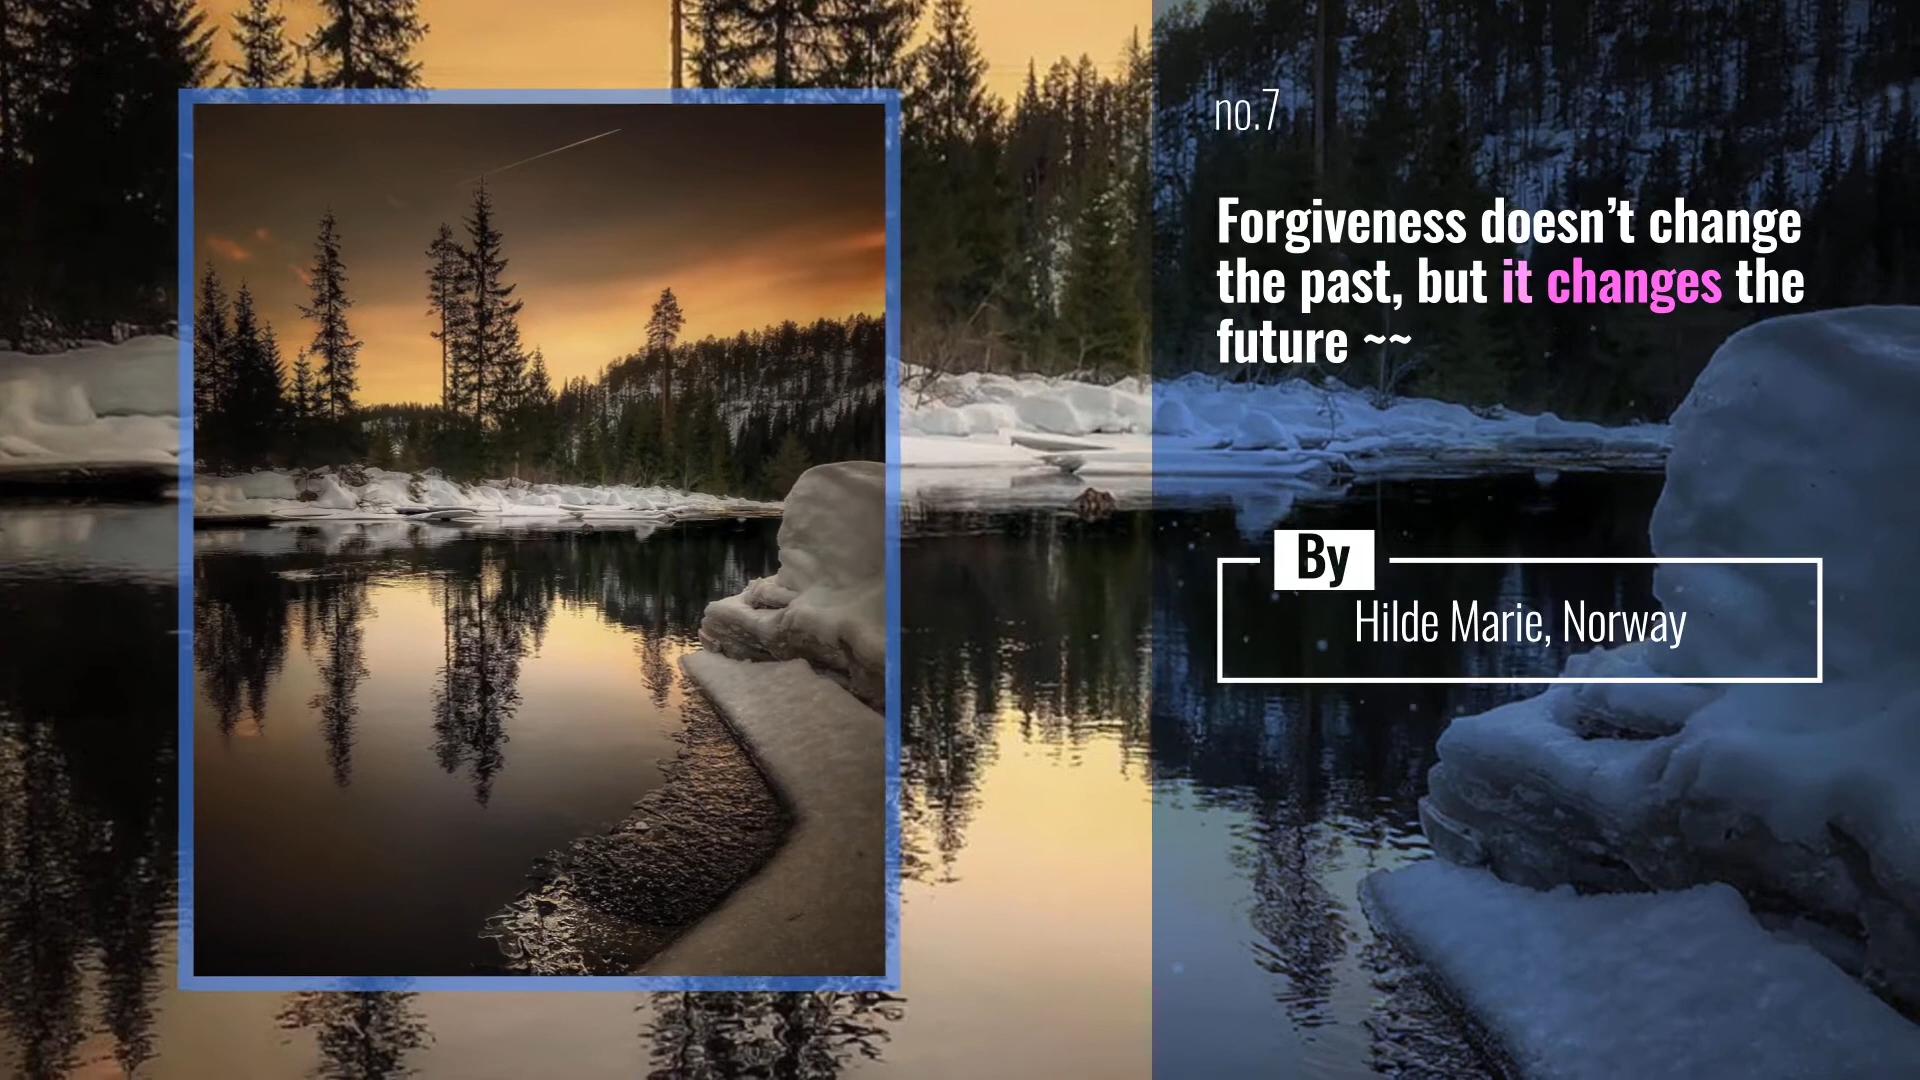 no.7
Forgiveness doesn’t change
the past, but it changes the
future ~~
By
Hilde Marie, Norway